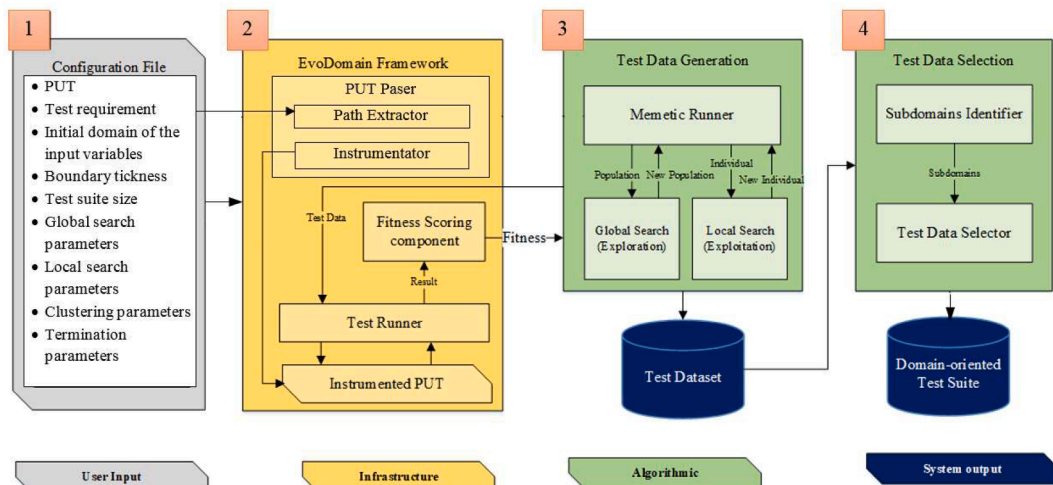 1
Configuration File
PUT
Test requirement
Initial domain of the
input variables
Boundary tickness
Test suite size
Global search
parameters
Local search
parameters
Clustering parameters
Termination
parameters
2
EvoDomain Framework
PUT Paser
Path Extractor
Instrumentator
Test Data
Fitness Scoring
component
Fitness
Result
Test Runner
Instrumented PUT
3
Test Data Generation
Memetic Runner
Population
New Population
Individual
New Individual
Global Search
(Exploration)
Local Search
(Exploitation)
Test Dataset
4
Test Data Selection
Subdomains Identifier
Subdomains
Test Data Selector
Domain-oriented
Test Suite
User Input
Infrastructure
Algorithmic
System output